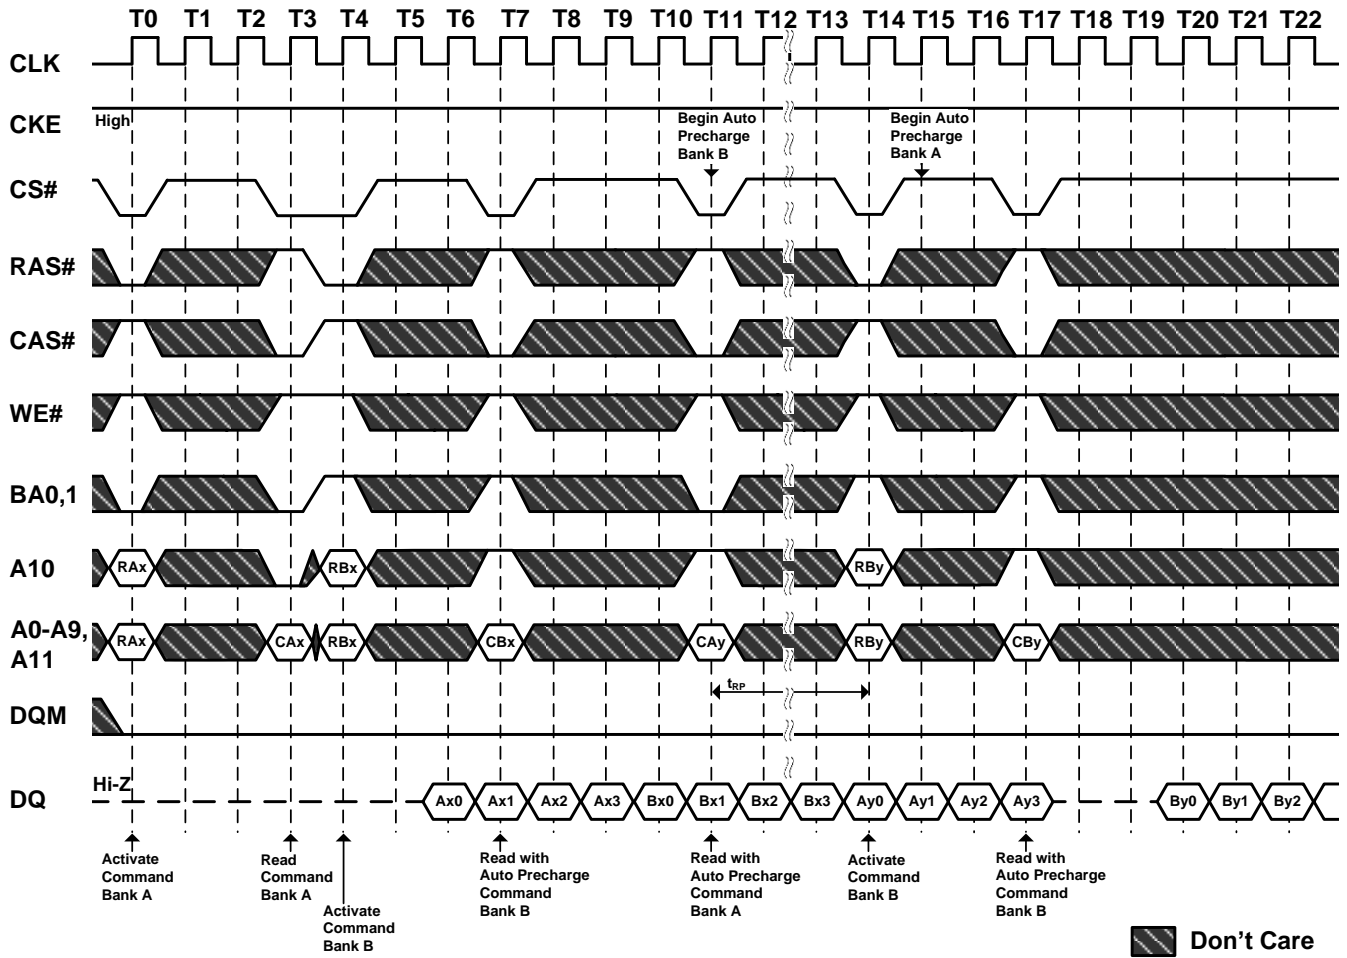 T0 T1 T2 T3 T4 T5 T6 T7 T8 T9 T10 T11 T12 T13 T14 T15 T16 T17 T18 T19 T20 T21 T22
CLK
CKE High
Begin Auto
Precharge
Bank B
Begin Auto
Precharge
Bank A
CS#
RAS#
CAS#
WE#
BA0,1
A10 RAx RBx RBy
A0-A9,
A11
RAx CAx RBx CBx CAy RBy CBy
tRP
DQM
DQ Hi-Z Ax0 Ax1 Ax2 Ax3 Bx0 Bx1 Bx2 Bx3 Ay0 Ay1 Ay2 Ay3 By0 By1 By2
Activate
Command
Bank A
Read
Command
Bank A
Activate
Command
Bank B
Read with
Auto Precharge
Command
Bank B
Read with
Auto Precharge
Command
Bank A
Activate
Command
Bank B
Read with
Auto Precharge
Command
Bank B
Don't Care